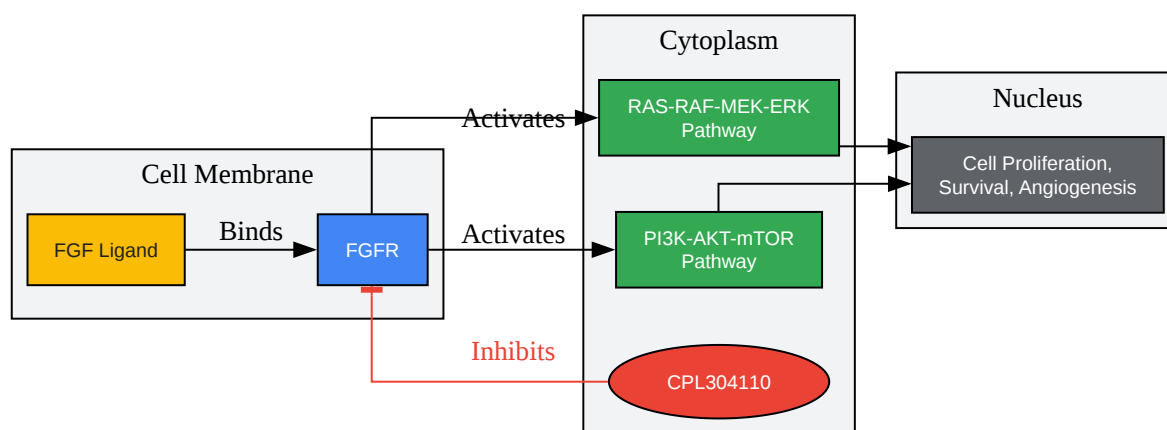 Cytoplasm
RAS-RAF-MEK-ERK
Pathway
Nucleus
Activates
Cell Proliferation,
Survival, Angiogenesis
Cell Membrane
FGF Ligand
Binds
FGFR
Activates
PI3K-AKT-mTOR
Pathway
Inhibits
CPL304110